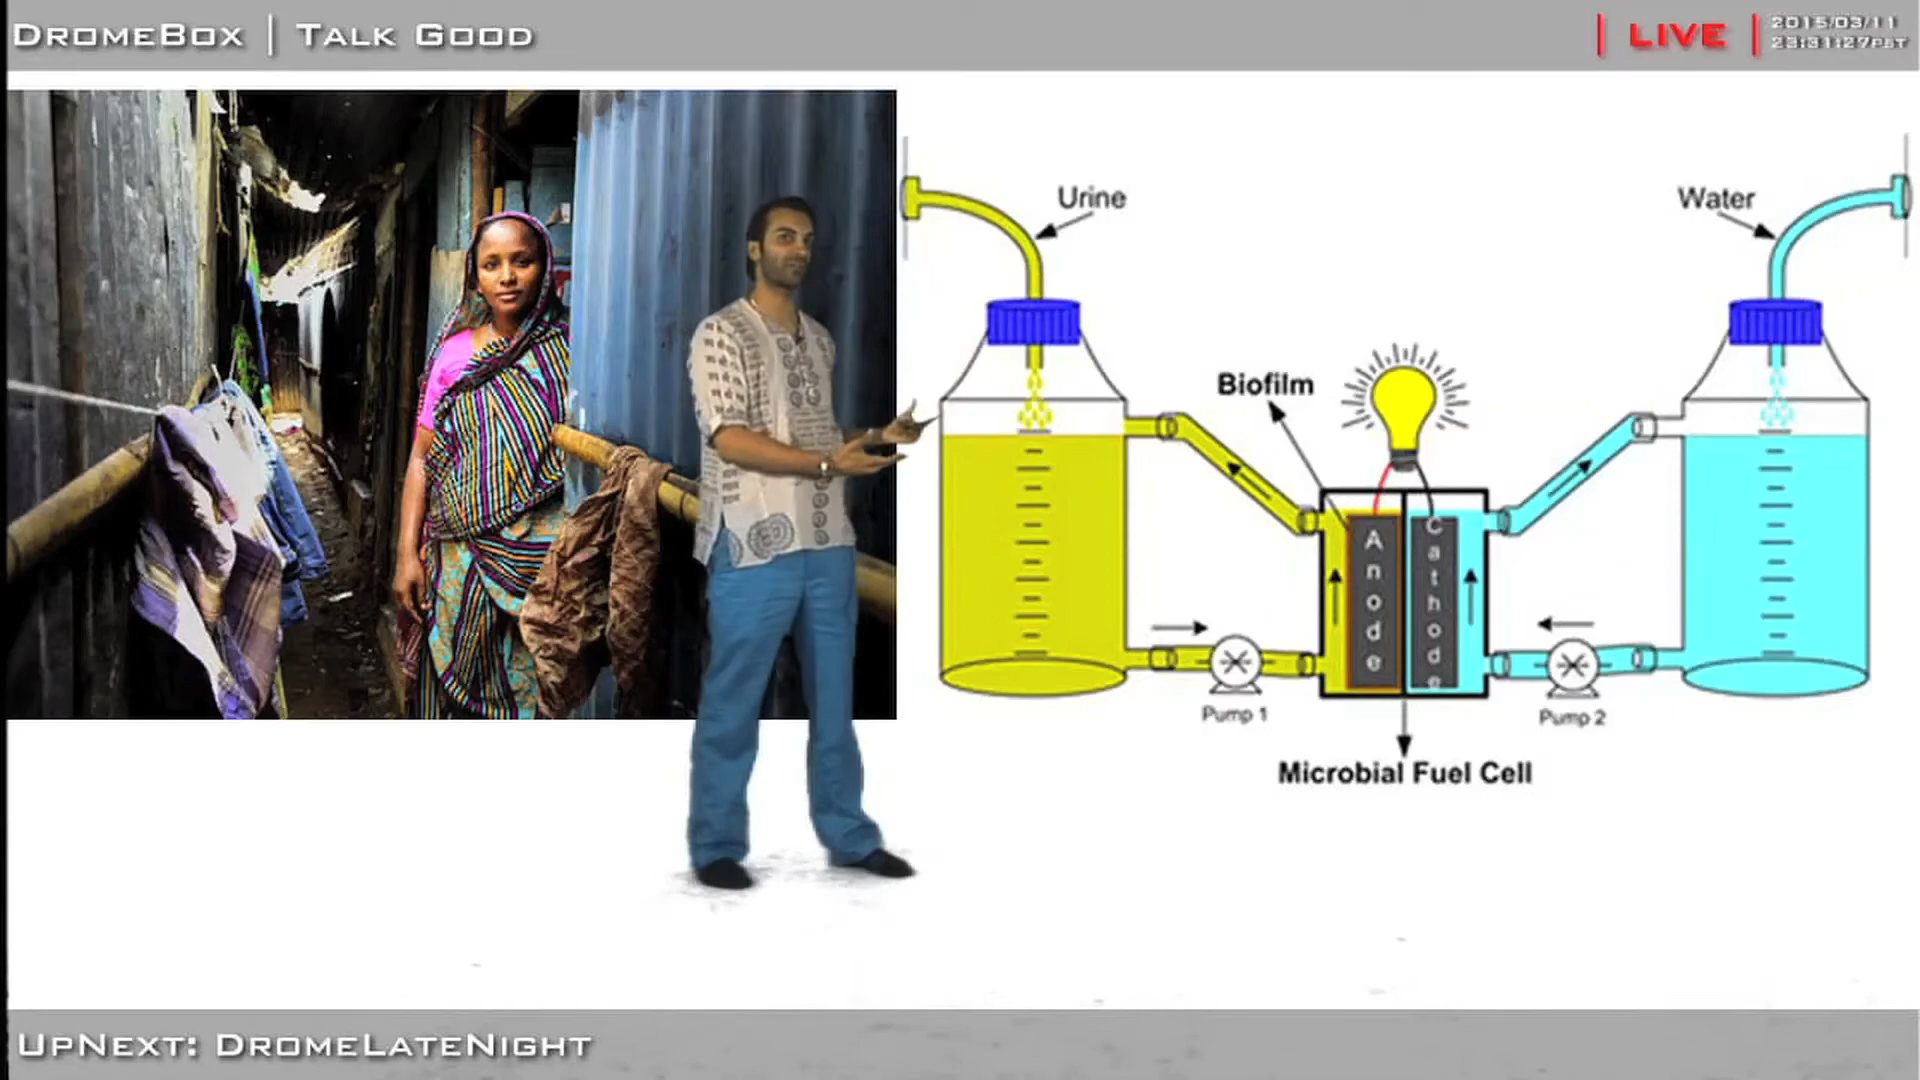 DROMEBOX | TALK GOOD
| LIVE |
2015/03/11
23:31:27PST
Urine
Water
Biofilm
Anode
Cathode
Pump 1
Pump 2
Microbial Fuel Cell
UPNEXT: DROMELATENIGHT